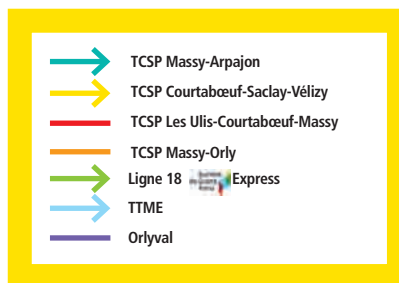 TCSP Massy-Arpajon
TCSP Courtabœuf-Saclay-Vélizy
TCSP Les Ulis-Courtabœuf-Massy
TCSP Massy-Orly
Ligne 18 Express
TTME
Orlyval